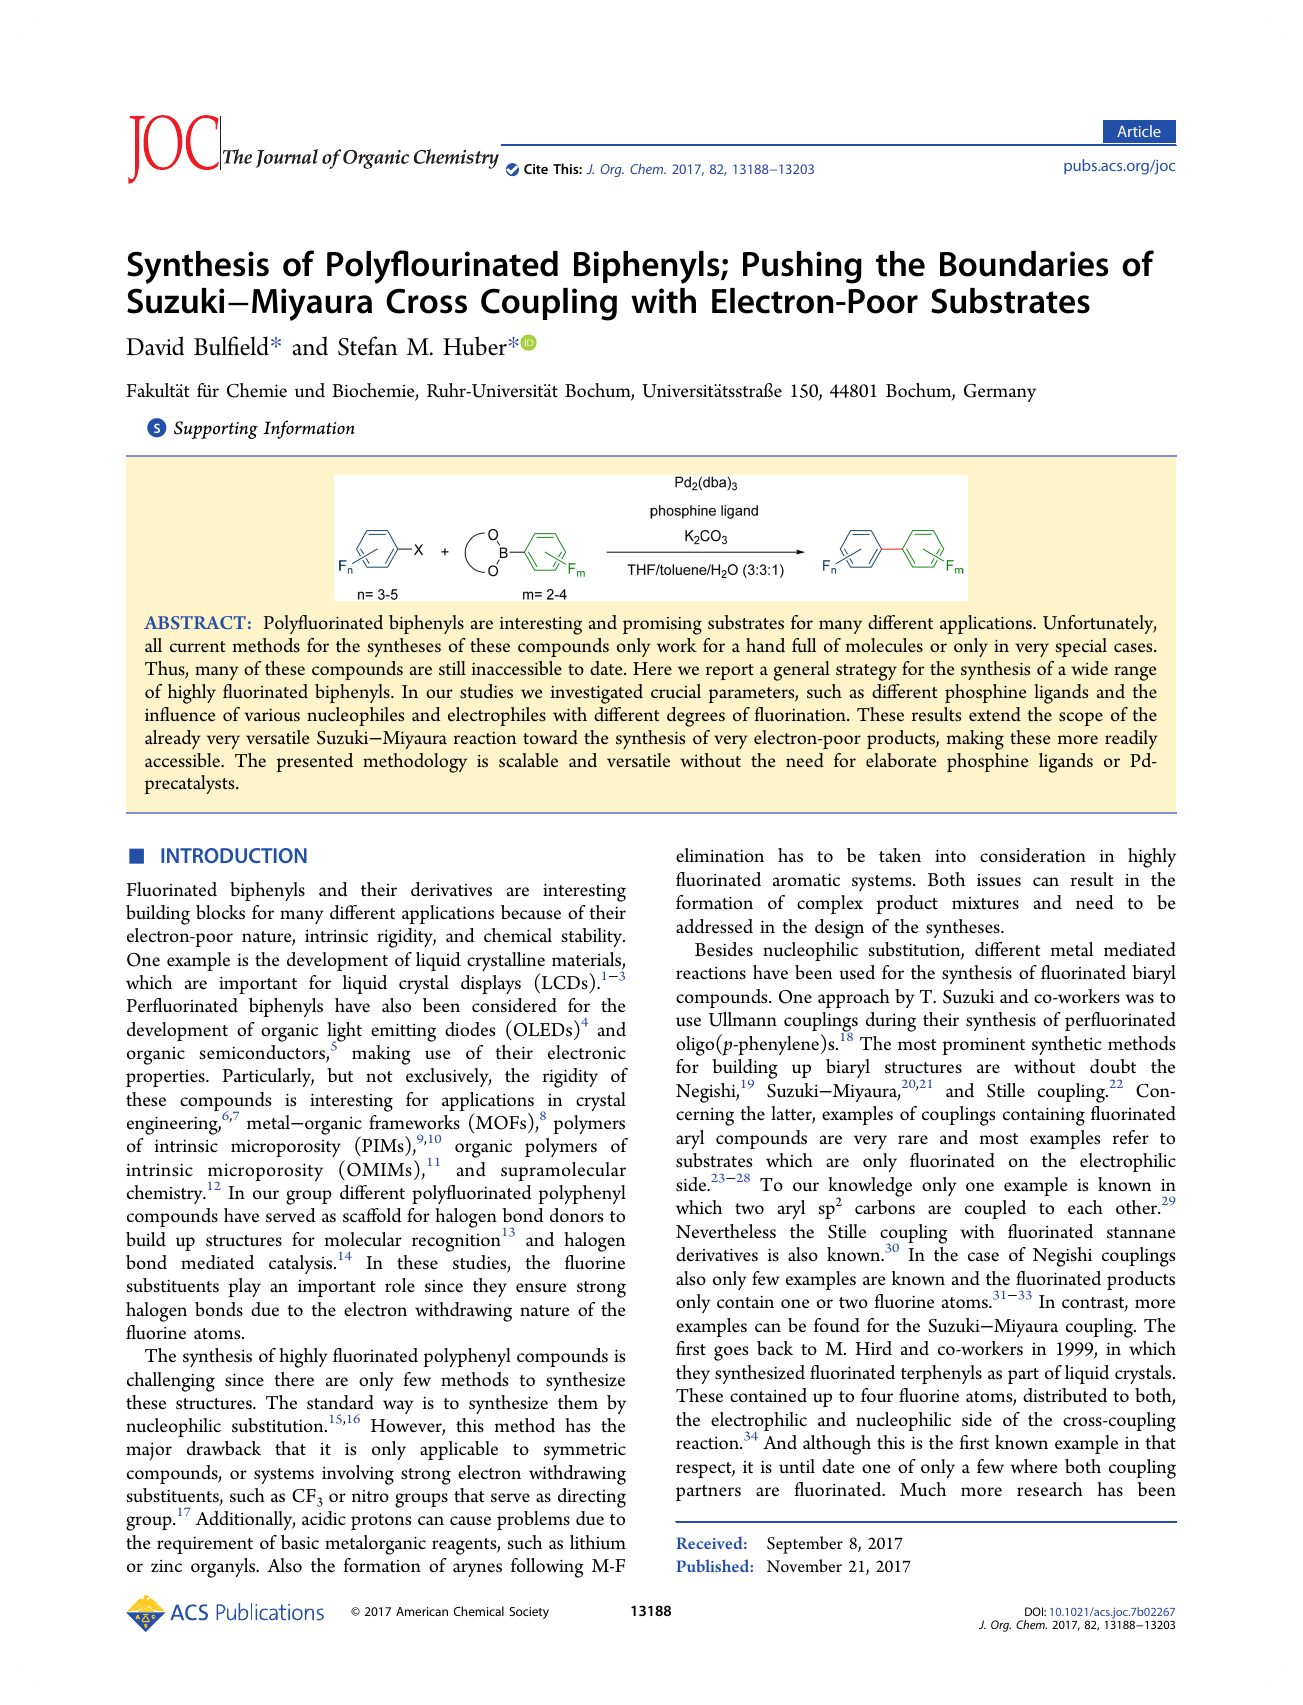 JOC The Journal of Organic Chemistry
Article
Cite This: J. Org. Chem. 2017, 82, 13188−13203
pubs.acs.org/joc
Synthesis of Polyflourinated Biphenyls; Pushing the Boundaries of
Suzuki−Miyaura Cross Coupling with Electron-Poor Substrates
David Bulfield* and Stefan M. Huber* iD
Fakultät für Chemie und Biochemie, Ruhr-Universität Bochum, Universitätsstraße 150, 44801 Bochum, Germany
S Supporting Information
Pd2(dba)3
phosphine ligand
K2CO3
THF/toluene/H2O (3:3:1)
Fn X + O B O Fm Fn Fm
n= 3-5 m= 2-4
ABSTRACT: Polyfluorinated biphenyls are interesting and promising substrates for many different applications. Unfortunately,
all current methods for the syntheses of these compounds only work for a hand full of molecules or only in very special cases.
Thus, many of these compounds are still inaccessible to date. Here we report a general strategy for the synthesis of a wide range
of highly fluorinated biphenyls. In our studies we investigated crucial parameters, such as different phosphine ligands and the
influence of various nucleophiles and electrophiles with different degrees of fluorination. These results extend the scope of the
already very versatile Suzuki−Miyaura reaction toward the synthesis of very electron-poor products, making these more readily
accessible. The presented methodology is scalable and versatile without the need for elaborate phosphine ligands or Pd-
precatalysts.
■ INTRODUCTION
Fluorinated biphenyls and their derivatives are interesting
building blocks for many different applications because of their
electron-poor nature, intrinsic rigidity, and chemical stability.
One example is the development of liquid crystalline materials,
which are important for liquid crystal displays (LCDs).1−3
Perfluorinated biphenyls have also been considered for the
development of organic light emitting diodes (OLEDs)4 and
organic semiconductors,5 making use of their electronic
properties. Particularly, but not exclusively, the rigidity of
these compounds is interesting for applications in crystal
engineering,6,7 metal−organic frameworks (MOFs),8 polymers
of intrinsic microporosity (PIMs),9,10 organic polymers of
intrinsic microporosity (OMIMs),11 and supramolecular
chemistry.12 In our group different polyfluorinated polyphenyl
compounds have served as scaffold for halogen bond donors to
build up structures for molecular recognition13 and halogen
bond mediated catalysis.14 In these studies, the fluorine
substituents play an important role since they ensure strong
halogen bonds due to the electron withdrawing nature of the
fluorine atoms.
The synthesis of highly fluorinated polyphenyl compounds is
challenging since there are only few methods to synthesize
these structures. The standard way is to synthesize them by
nucleophilic substitution.15,16 However, this method has the
major drawback that it is only applicable to symmetric
compounds, or systems involving strong electron withdrawing
substituents, such as CF3 or nitro groups that serve as directing
group.17 Additionally, acidic protons can cause problems due to
the requirement of basic metalorganic reagents, such as lithium
or zinc organyls. Also the formation of arynes following M-F
elimination has to be taken into consideration in highly
fluorinated aromatic systems. Both issues can result in the
formation of complex product mixtures and need to be
addressed in the design of the syntheses.
Besides nucleophilic substitution, different metal mediated
reactions have been used for the synthesis of fluorinated biaryl
compounds. One approach by T. Suzuki and co-workers was to
use Ullmann couplings during their synthesis of perfluorinated
oligo(p-phenylene)s.18 The most prominent synthetic methods
for building up biaryl structures are without doubt the
Negishi,19 Suzuki−Miyaura,20,21 and Stille coupling.22 Con-
cerning the latter, examples of couplings containing fluorinated
aryl compounds are very rare and most examples refer to
substrates which are only fluorinated on the electrophilic
side.23−28 To our knowledge only one example is known in
which two aryl sp2 carbons are coupled to each other.29
Nevertheless the Stille coupling with fluorinated stannane
derivatives is also known.30 In the case of Negishi couplings
also only few examples are known and the fluorinated products
only contain one or two fluorine atoms.31−33 In contrast, more
examples can be found for the Suzuki−Miyaura coupling. The
first goes back to M. Hird and co-workers in 1999, in which
they synthesized fluorinated terphenyls as part of liquid crystals.
These contained up to four fluorine atoms, distributed to both,
the electrophilic and nucleophilic side of the cross-coupling
reaction.34 And although this is the first known example in that
respect, it is until date one of only a few where both coupling
partners are fluorinated. Much more research has been
Received: September 8, 2017
Published: November 21, 2017
ACS Publications
© 2017 American Chemical Society
13188
DOI: 10.1021/acs.joc.7b02267
J. Org. Chem. 2017, 82, 13188−13203